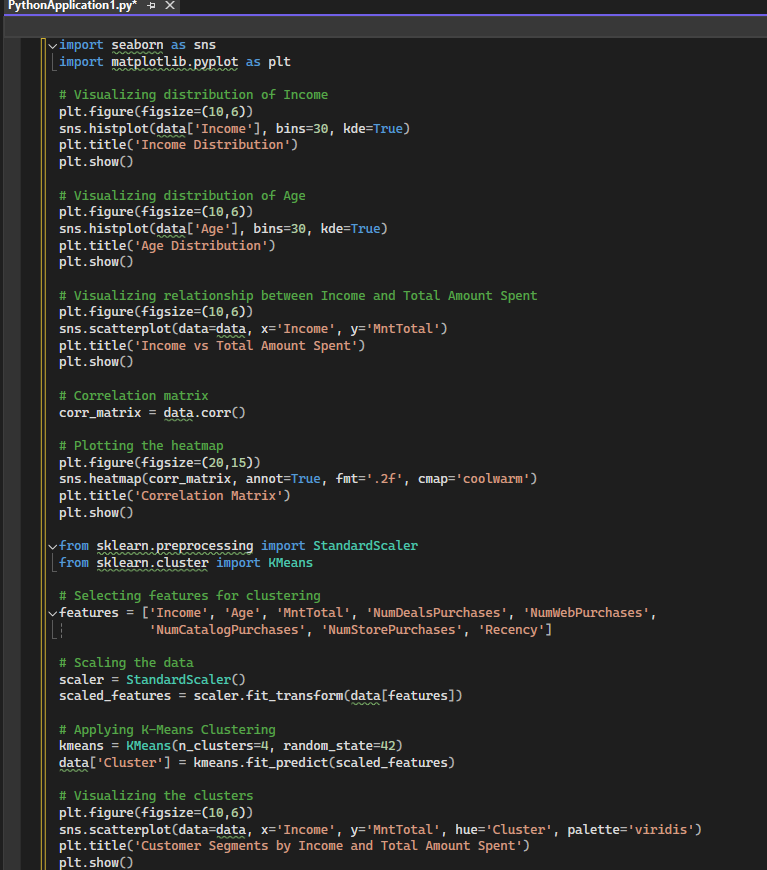 PythonApplication1.py*
import seaborn as sns
import matplotlib.pyplot as plt
# Visualizing distribution of Income
plt.figure(figsize=(10,6))
sns.histplot(data['Income'], bins=30, kde=True)
plt.title('Income Distribution')
plt.show()
# Visualizing distribution of Age
plt.figure(figsize=(10,6))
sns.histplot(data['Age'], bins=30, kde=True)
plt.title('Age Distribution')
plt.show()
# Visualizing relationship between Income and Total Amount Spent
plt.figure(figsize=(10,6))
sns.scatterplot(data=data, x='Income', y='MntTotal')
plt.title('Income vs Total Amount Spent')
plt.show()
# Correlation matrix
corr_matrix = data.corr()
# Plotting the heatmap
plt.figure(figsize=(20,15))
sns.heatmap(corr_matrix, annot=True, fmt='.2f', cmap='coolwarm')
plt.title('Correlation Matrix')
plt.show()
from sklearn.preprocessing import StandardScaler
from sklearn.cluster import KMeans
# Selecting features for clustering
features = ['Income', 'Age', 'MntTotal', 'NumDealsPurchases', 'NumWebPurchases',
'NumCatalogPurchases', 'NumStorePurchases', 'Recency']
# Scaling the data
scaler = StandardScaler()
scaled_features = scaler.fit_transform(data[features])
# Applying K-Means Clustering
kmeans = KMeans(n_clusters=4, random_state=42)
data['Cluster'] = kmeans.fit_predict(scaled_features)
# Visualizing the clusters
plt.figure(figsize=(10,6))
sns.scatterplot(data=data, x='Income', y='MntTotal', hue='Cluster', palette='viridis')
plt.title('Customer Segments by Income and Total Amount Spent')
plt.show()